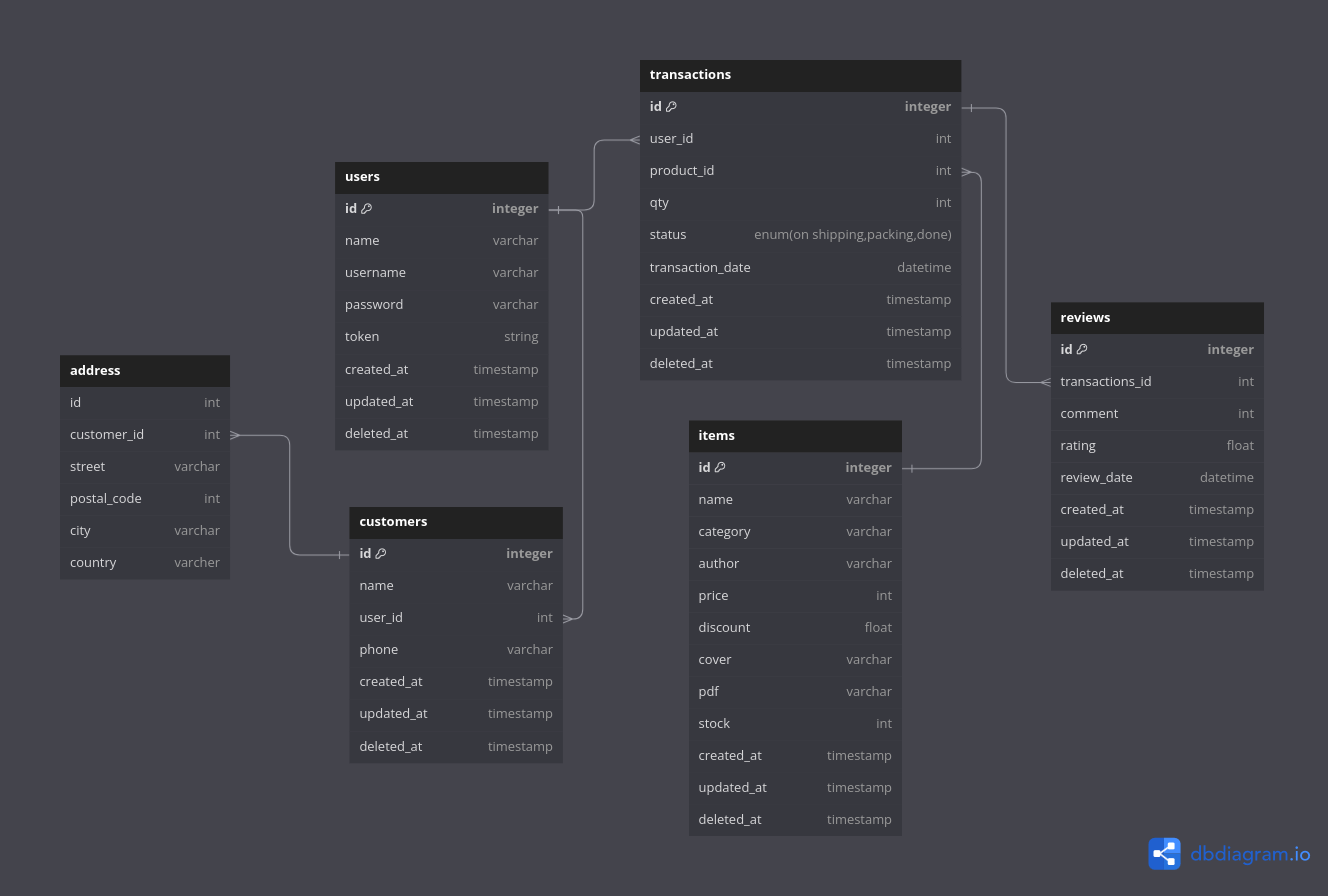 transactions
id integer
user_id int
product_id int
qty int
status enum(on shipping,packing,done)
transaction_date datetime
created_at timestamp
updated_at timestamp
deleted_at timestamp
users
id integer
name varchar
username varchar
password varchar
token string
created_at timestamp
updated_at timestamp
deleted_at timestamp
reviews
id integer
transactions_id int
comment int
rating float
review_date datetime
created_at timestamp
updated_at timestamp
deleted_at timestamp
address
id int
customer_id int
street varchar
postal_code int
city varchar
country varcher
items
id integer
name varchar
category varchar
author varchar
price int
discount float
cover varchar
pdf varchar
stock int
created_at timestamp
updated_at timestamp
deleted_at timestamp
customers
id integer
name varchar
user_id int
phone varchar
created_at timestamp
updated_at timestamp
deleted_at timestamp
dbdiagram.io